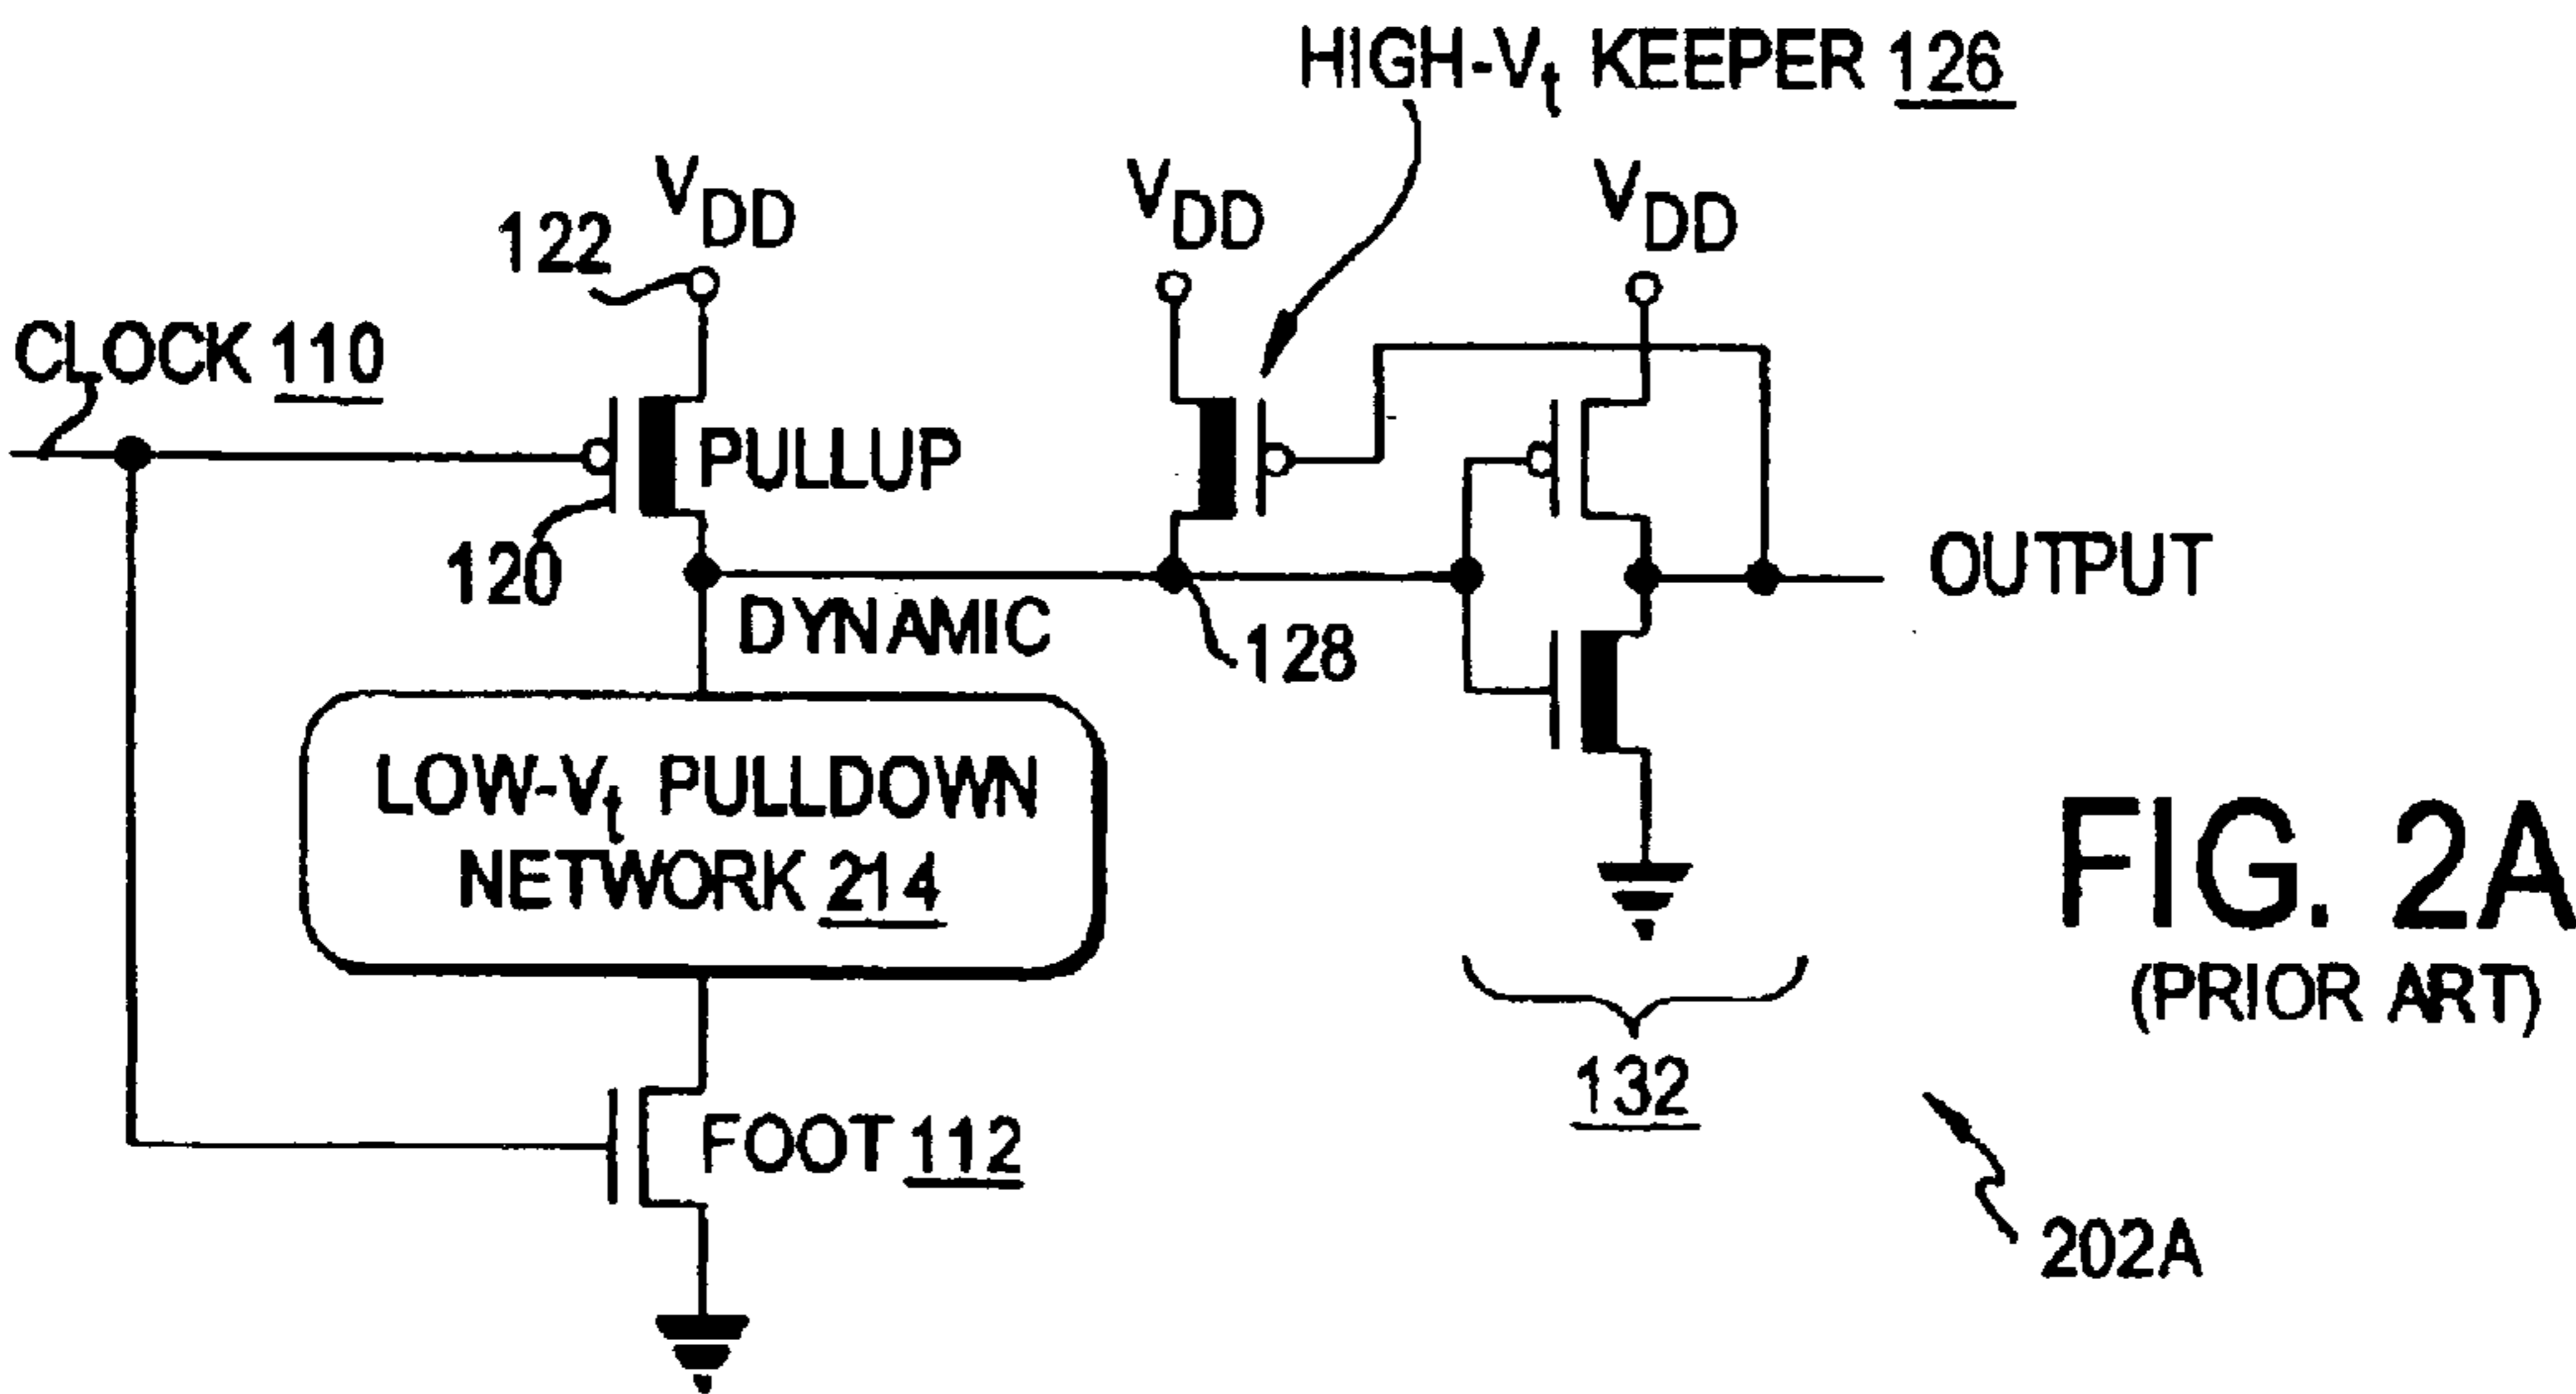 HIGH-Vt KEEPER 126
VDD
VDD
VDD
122
CLOCK 110
PULLUP
120
DYNAMIC
128
OUTPUT
LOW-Vt PULLDOWN
NETWORK 214
FIG. 2A
(PRIOR ART)
132
FOOT 112
202A